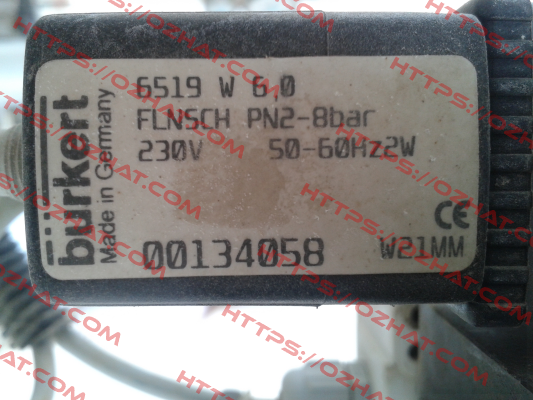 bürkert
Made in Germany
6519 W 6,0
FLNSCH PN2-8bar
230V 50-60Hz2W
00134058
CE
W21MM
HTTPS://OZHAT.COM